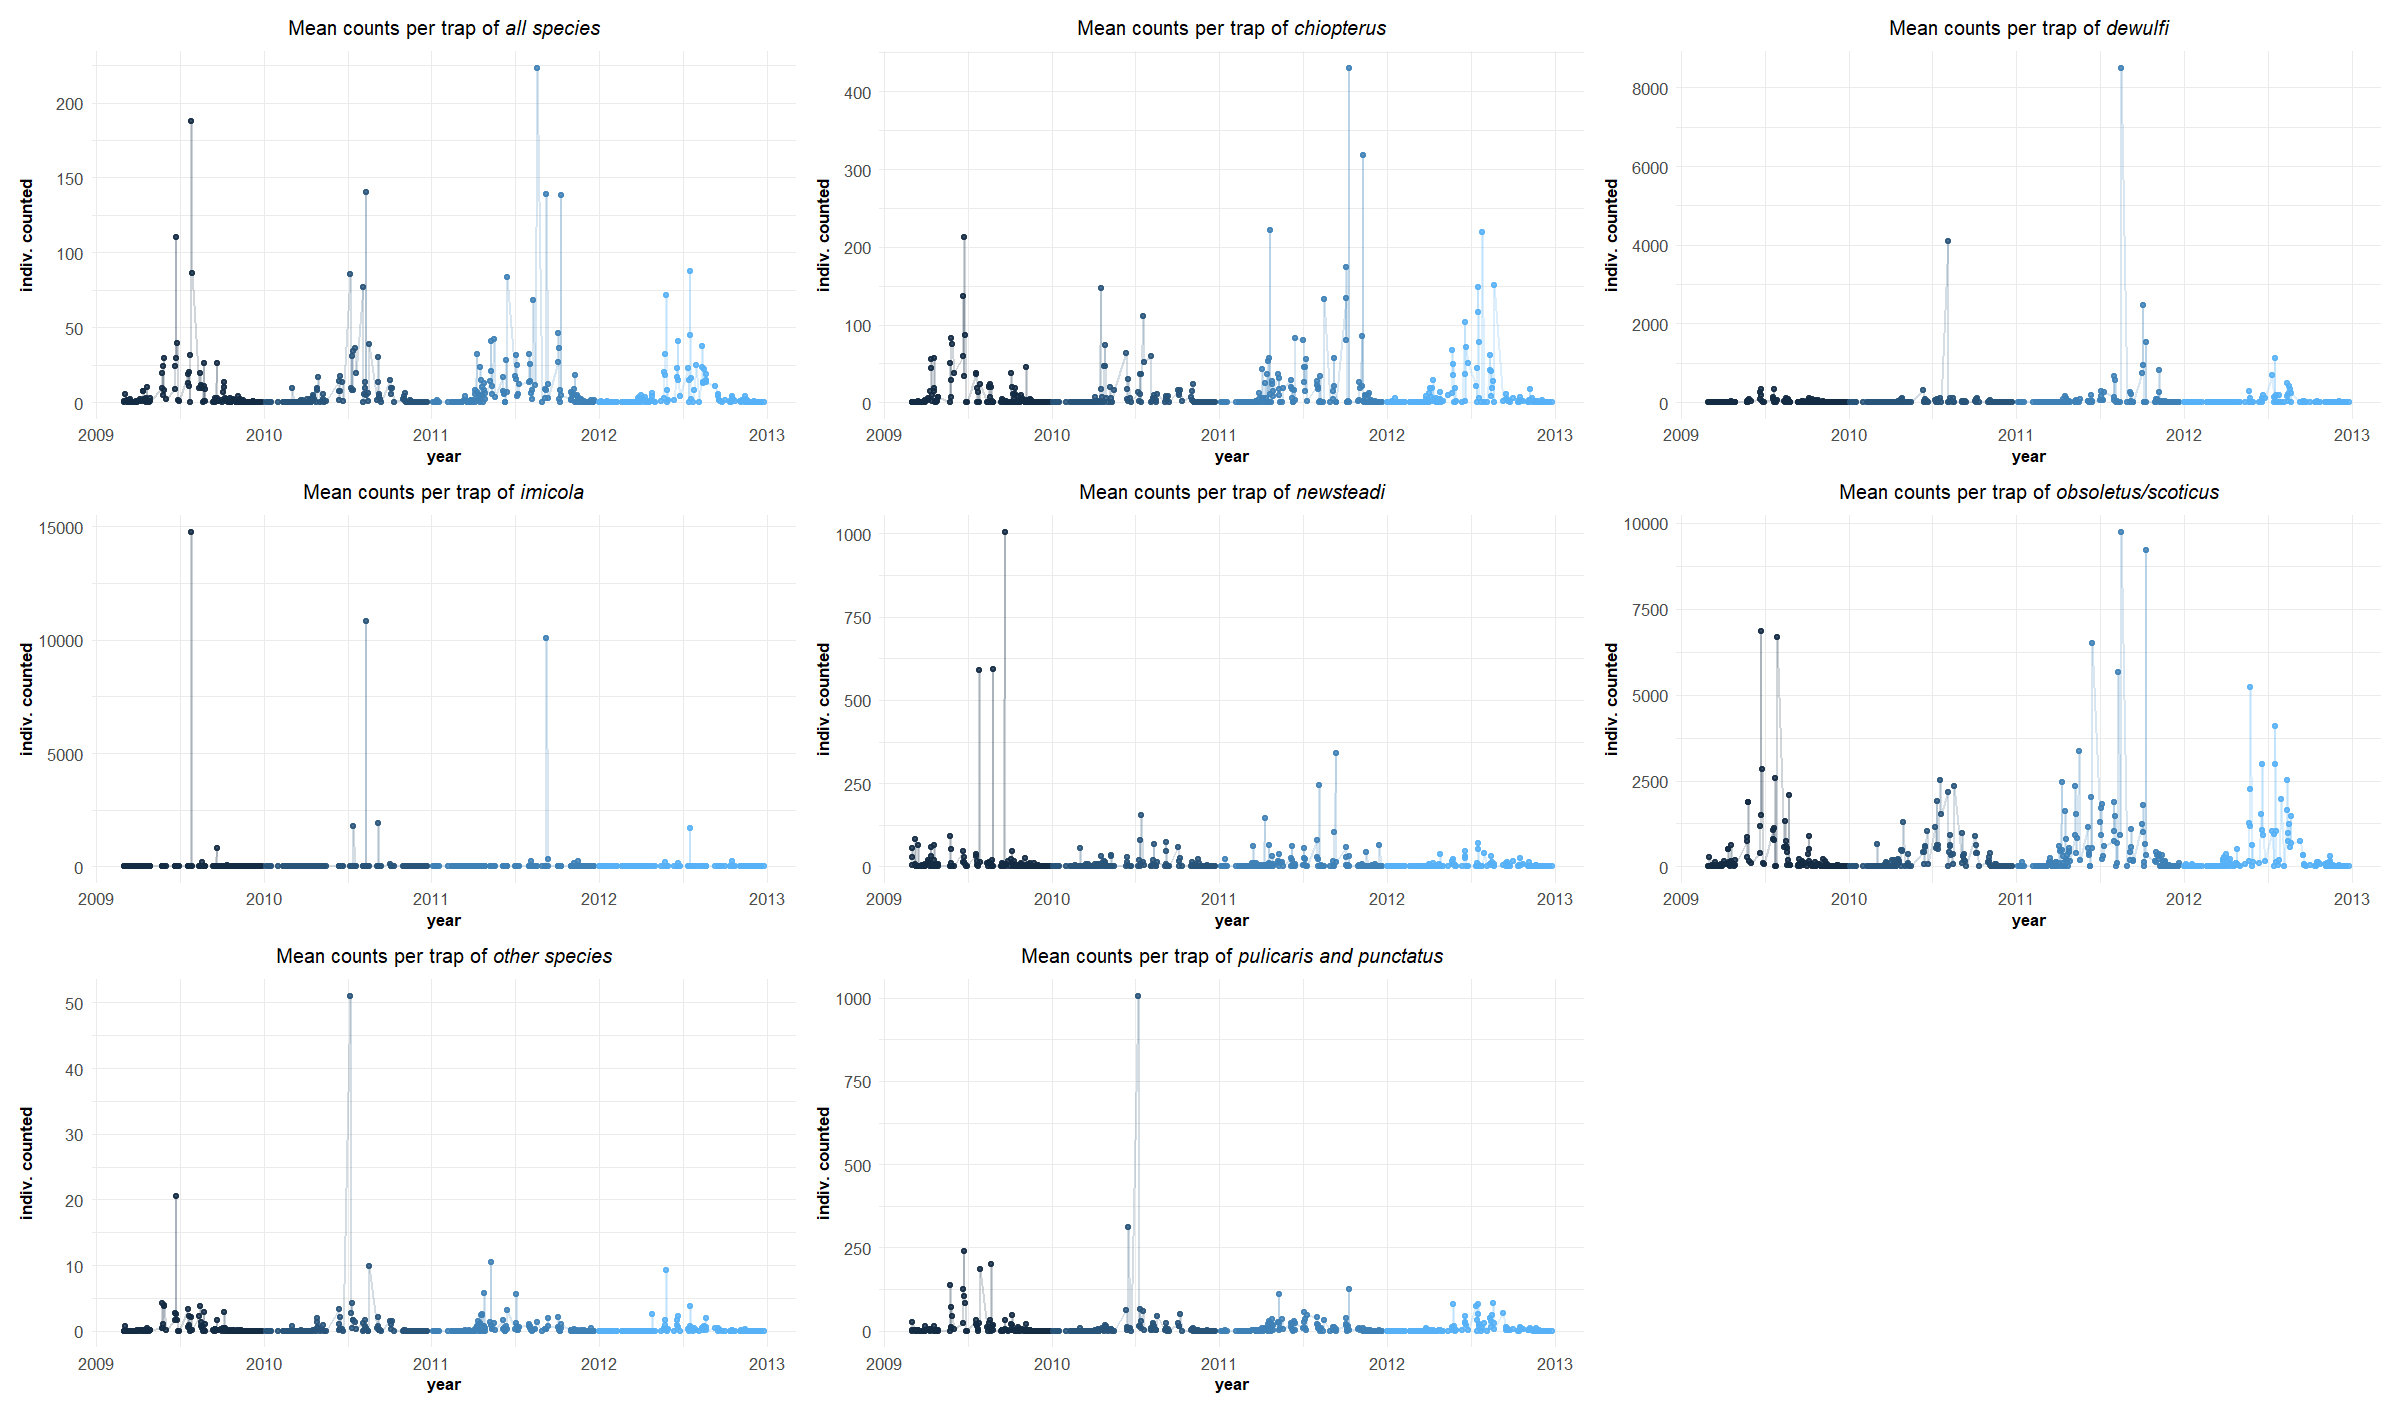 Mean counts per trap of all species
200
150
100
50
0
indiv. counted
2009 2010 2011 2012 2013
year
Mean counts per trap of chiopterus
400
300
200
100
0
indiv. counted
2009 2010 2011 2012 2013
year
Mean counts per trap of dewulfi
8000
6000
4000
2000
0
indiv. counted
2009 2010 2011 2012 2013
year
Mean counts per trap of imicola
15000
10000
5000
0
indiv. counted
2009 2010 2011 2012 2013
year
Mean counts per trap of newsteadi
1000
750
500
250
0
indiv. counted
2009 2010 2011 2012 2013
year
Mean counts per trap of obsoletus/scoticus
10000
7500
5000
2500
0
indiv. counted
2009 2010 2011 2012 2013
year
Mean counts per trap of other species
50
40
30
20
10
0
indiv. counted
2009 2010 2011 2012 2013
year
Mean counts per trap of pulicaris and punctatus
1000
750
500
250
0
indiv. counted
2009 2010 2011 2012 2013
year